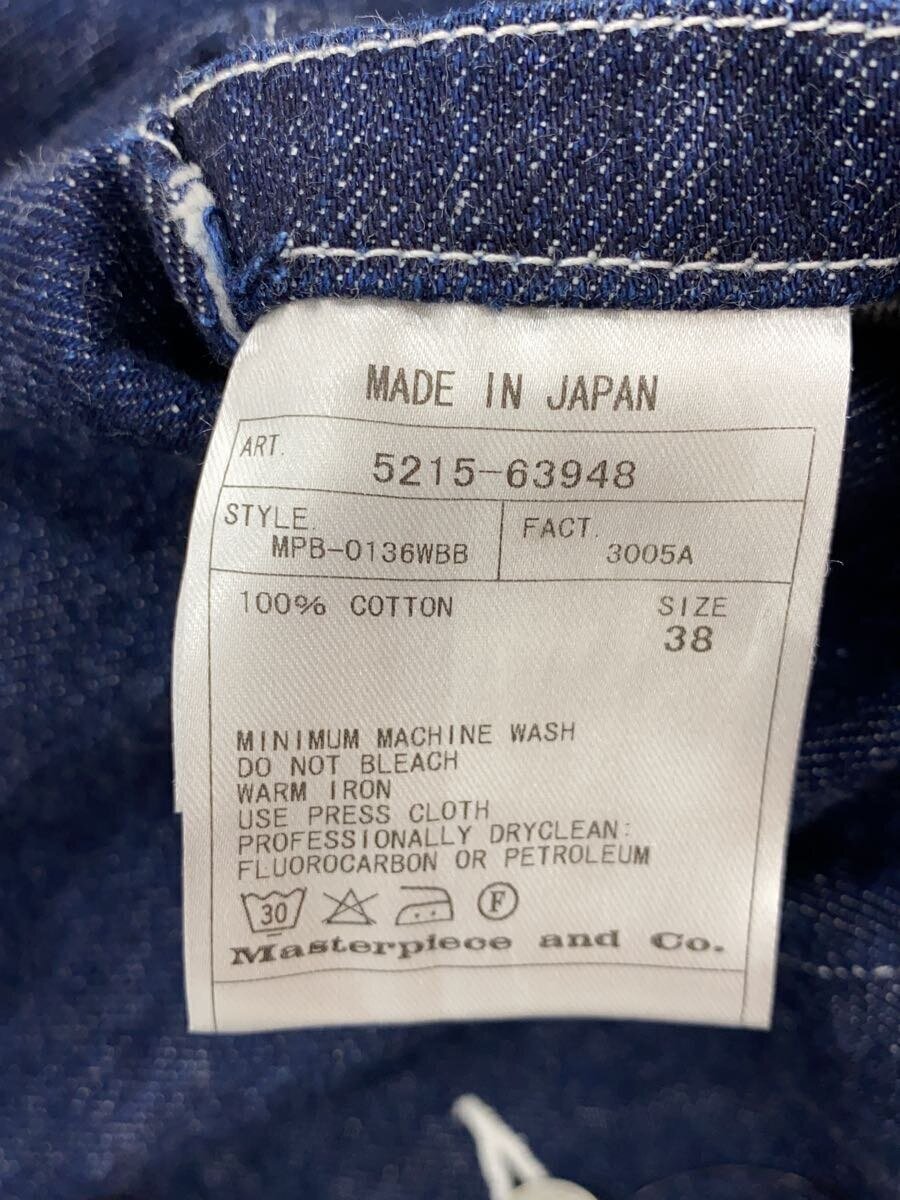 MADE IN JAPAN
ART. 5215-63948
STYLE. MPB-0136WBB
FACT. 3005A
100% COTTON
SIZE
38
MINIMUM MACHINE WASH
DO NOT BLEACH
WARM IRON
USE PRESS CLOTH
PROFESSIONALLY DRYCLEAN:
FLUOROCARBON OR PETROLEUM
30 F
Masterpiece and Co.